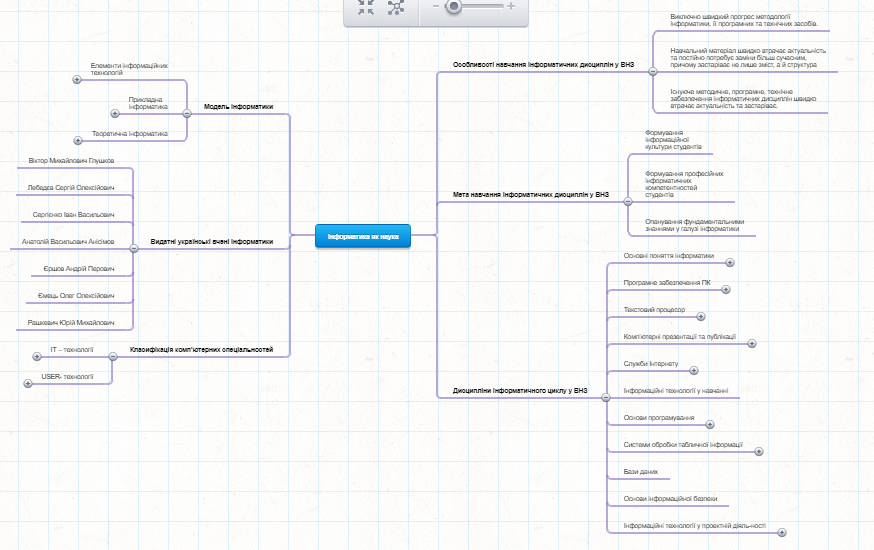 Інформатика як наука
Модель інформатики
Елементи інформаційних
технологій
Прикладна
інформатика
Теоретична інформатика
Видатні українські вчені інформатики
Віктор Михайлович Глушков
Лебедєв Сергій Олексійович
Сергієнко Іван Васильович
Анатолій Васильович Анісімов
Єршов Андрій Перович
Ємець Олег Олексійович
Рашкевич Юрій Михайлович
Класифікація комп'ютерних спеціальностей
IT – технології
USER- технології
Особливості навчання інформатичних дисциплін у ВНЗ
Виключно швидкий прогрес методології
інформатики, її програмних та технічних засобів.
Навчальний матеріал швидко втрачає актуальність
та постійно потребує заміни більш сучасним,
причому застаріває не лише зміст, а й структура
Існуюче методичне, програмне, технічне
забезпечення інформатичних дисциплін швидко
втрачає актуальність та застаріває.
Мета навчання інформатичних дисциплін у ВНЗ
Формування
інформаційної
культури студентів
Формування професійних
інформатичних
компетентностей
студентів
Опанування фундаментальними
знаннями у галузі інформатики
Дисципліни інформатичного циклу у ВНЗ
Основні поняття інформатики
Програмне забезпечення ПК
Текстовий процесор
Комп'ютерні презентації та публікації
Служби Інтернету
Інформаційні технології у навчанні
Основи програмування
Системи обробки табличної інформації
Бази даних
Основи інформаційної безпеки
Інформаційні технології у проектній діяль-ності